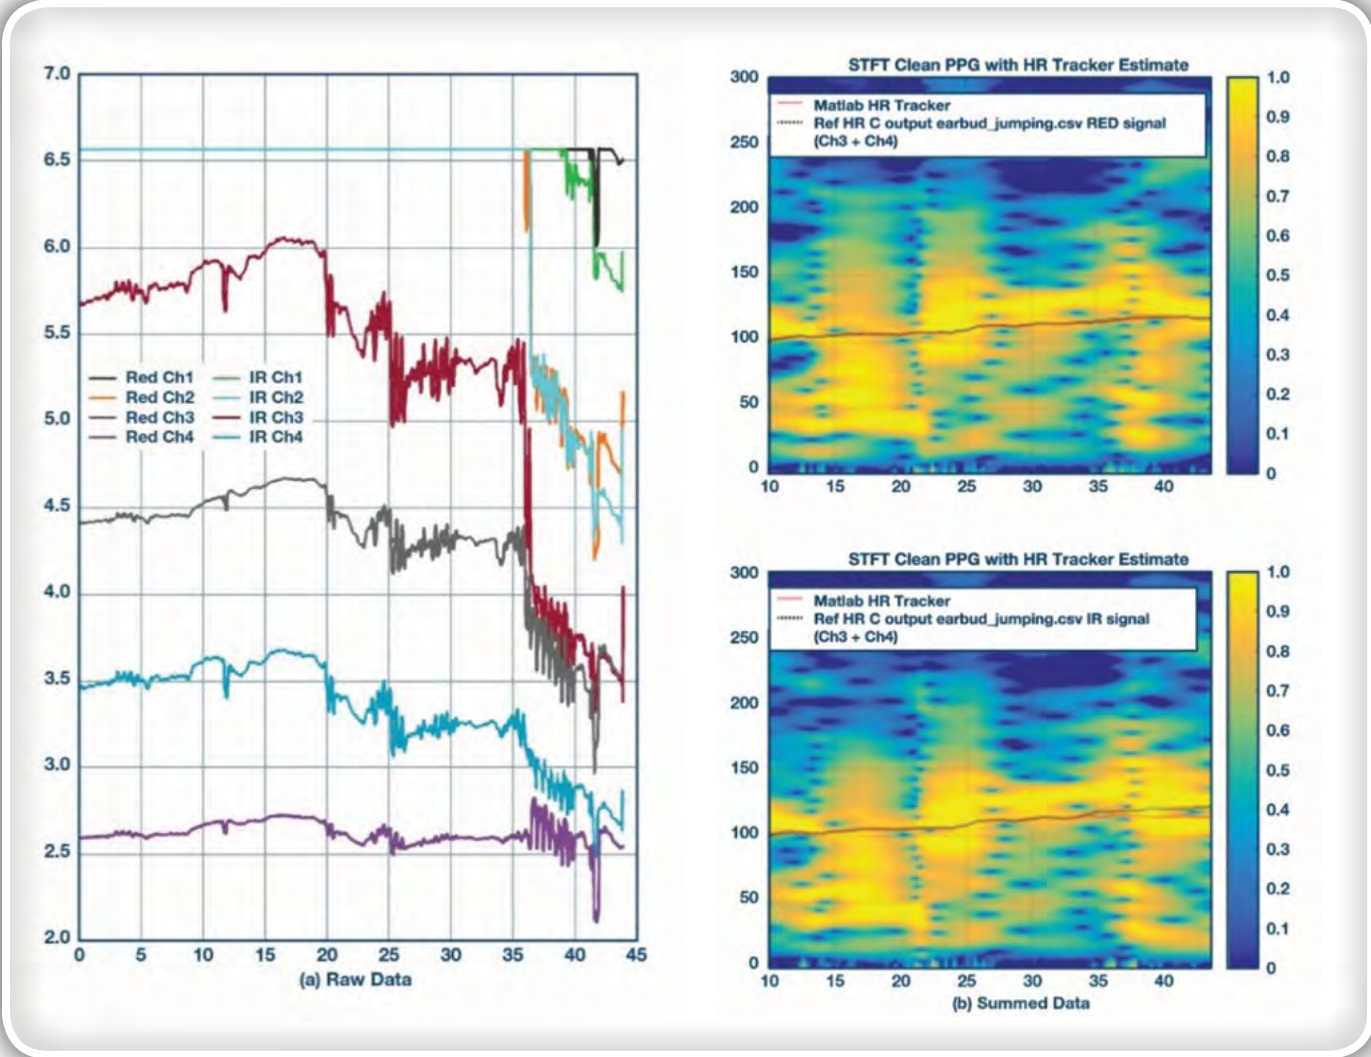 7.0
6.5
6.0
5.5
5.0
4.5
4.0
3.5
3.0
2.5
2.0
Red Ch1
Red Ch2
Red Ch3
Red Ch4
IR Ch1
IR Ch2
IR Ch3
IR Ch4
0 5 10 15 20 25 30 35 40 45
(a) Raw Data
STFT Clean PPG with HR Tracker Estimate
300
250
200
150
100
50
0
Matlab HR Tracker
Ref HR C output earbud_jumping.csv RED signal
(Ch3 + Ch4)
10 15 20 25 30 35 40
1.0
0.9
0.8
0.7
0.6
0.5
0.4
0.3
0.2
0.1
0
STFT Clean PPG with HR Tracker Estimate
300
250
200
150
100
50
0
Matlab HR Tracker
Ref HR C output earbud_jumping.csv IR signal
(Ch3 + Ch4)
10 15 20 25 30 35 40
1.0
0.9
0.8
0.7
0.6
0.5
0.4
0.3
0.2
0.1
0
(b) Summed Data